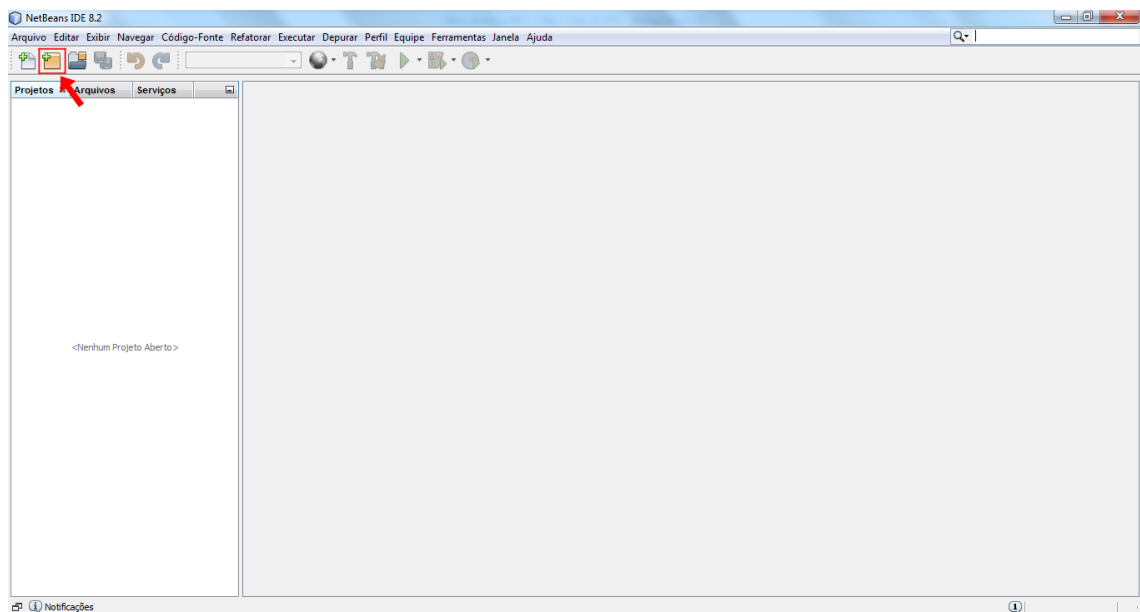 NetBeans IDE 8.2
Arquivo Editar Exibir Navegar Código-Fonte Refatorar Executar Depurar Perfil Equipe Ferramentas Janela Ajuda
Projetos Arquivos Serviços
<Nenhum Projeto Aberto>
Notificações 1